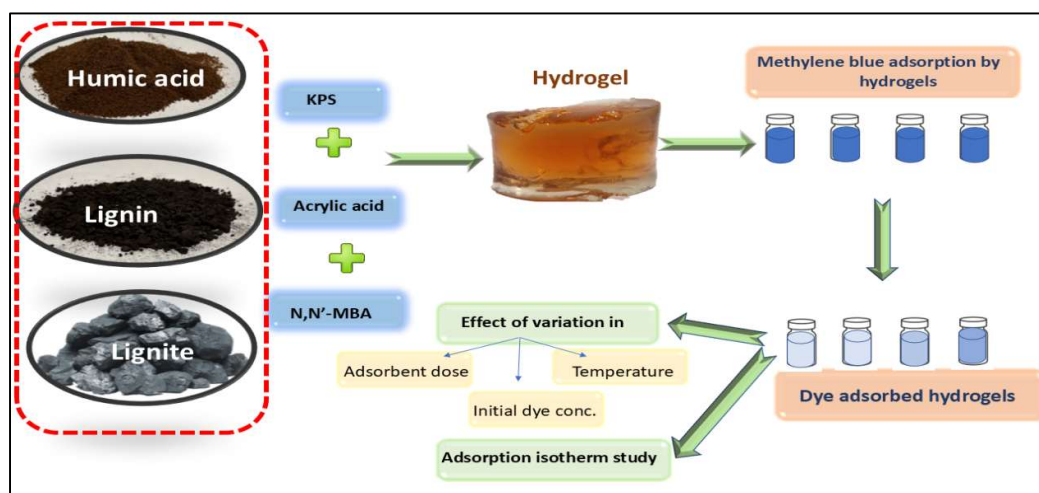 Humic acid
Lignin
Lignite
KPS
Acrylic acid
N,N'-MBA
Hydrogel
Methylene blue adsorption by
hydrogels
Dye adsorbed hydrogels
Effect of variation in
Adsorbent dose
Temperature
Initial dye conc.
Adsorption isotherm study